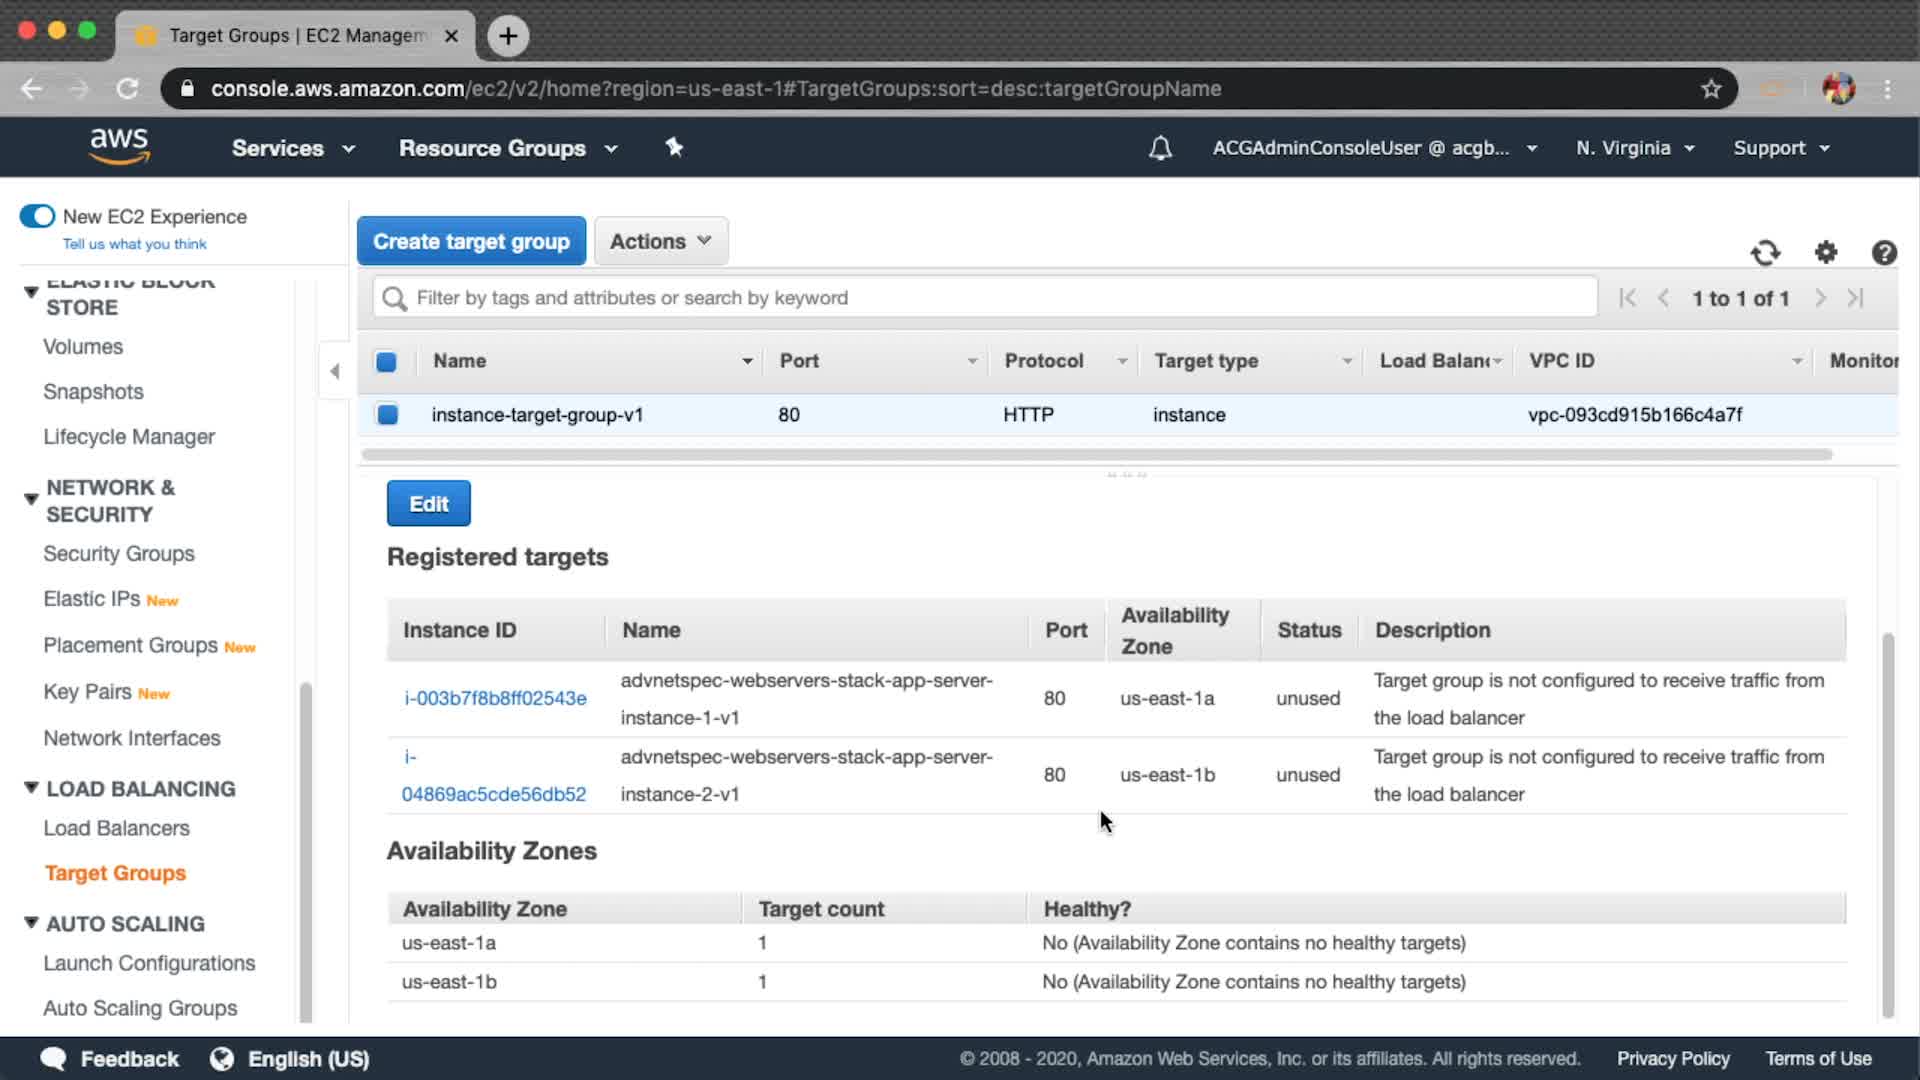 Target Groups | EC2 Managem
console.aws.amazon.com/ec2/v2/home?region=us-east-1#TargetGroups:sort=desc:targetGroupName
aws Services Resource Groups ACGAdminConsoleUser @ acgb... N. Virginia Support
New EC2 Experience
Tell us what you think
Create target group Actions
ELASTIC BLOCK
STORE
Volumes
Snapshots
Lifecycle Manager
NETWORK &
SECURITY
Security Groups
Elastic IPs New
Placement Groups New
Key Pairs New
Network Interfaces
LOAD BALANCING
Load Balancers
Target Groups
AUTO SCALING
Launch Configurations
Auto Scaling Groups
Filter by tags and attributes or search by keyword 1 to 1 of 1
Name Port Protocol Target type Load Balanc VPC ID Monitor
instance-target-group-v1 80 HTTP instance vpc-093cd915b166c4a7f
Edit
Registered targets
Instance ID Name Port Availability Zone Status Description
i-003b7f8b8ff02543e advnetspec-webservers-stack-app-server-instance-1-v1 80 us-east-1a unused Target group is not configured to receive traffic from the load balancer
i-04869ac5cde56db52 advnetspec-webservers-stack-app-server-instance-2-v1 80 us-east-1b unused Target group is not configured to receive traffic from the load balancer
Availability Zones
Availability Zone Target count Healthy?
us-east-1a 1 No (Availability Zone contains no healthy targets)
us-east-1b 1 No (Availability Zone contains no healthy targets)
Feedback English (US) © 2008 - 2020, Amazon Web Services, Inc. or its affiliates. All rights reserved. Privacy Policy Terms of Use